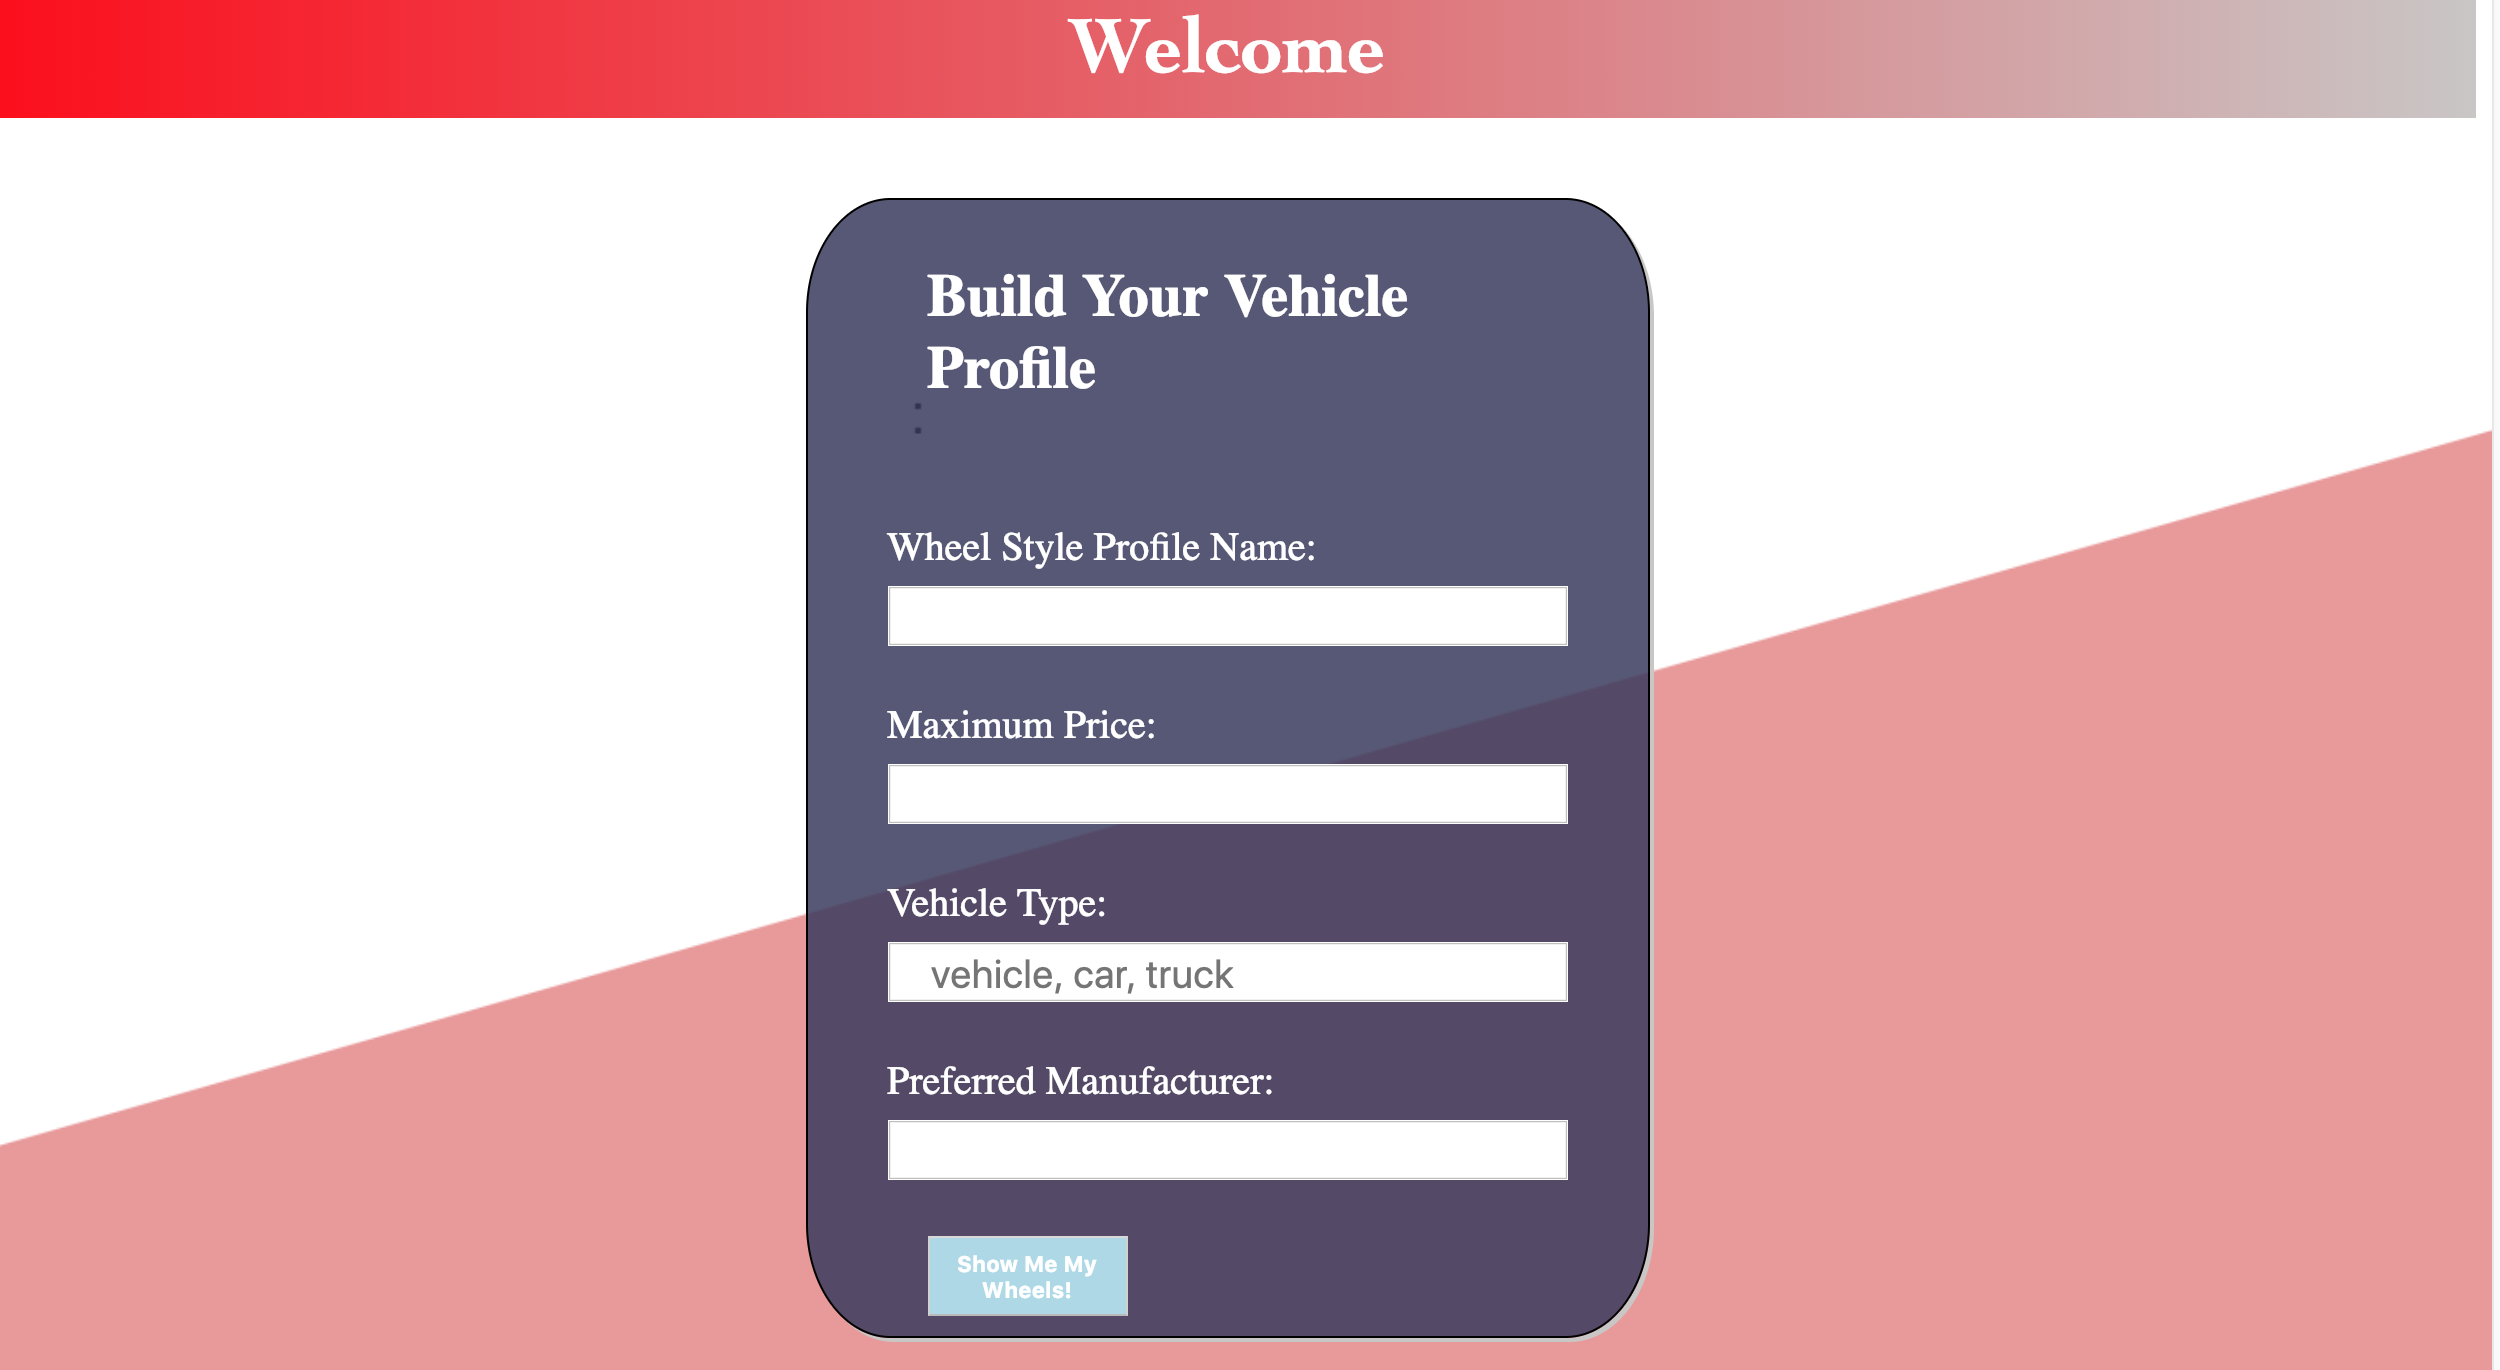 Welcome
Build Your Vehicle
Profile
:
Wheel Style Profile Name:
Maximum Price:
Vehicle Type:
vehicle, car, truck
Preferred Manufacturer:
Show Me My
Wheels!